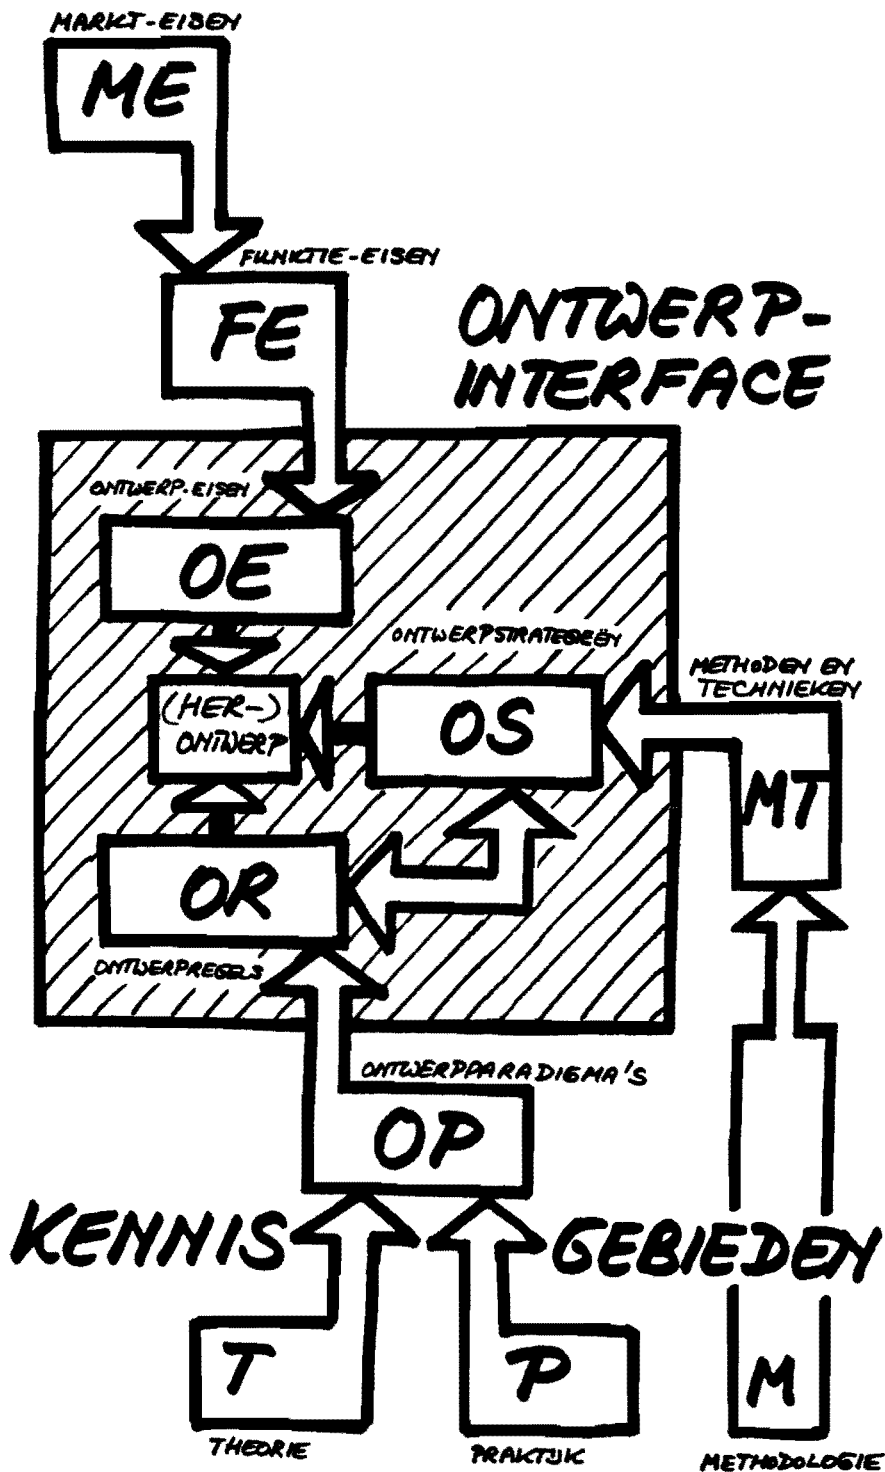 MARKT-EISEN
ME
FUNKTIE-EISEN
FE
ONTWERP-
INTERFACE
ONTWERP-EISEN
OE
ONTWERPSTRATEGIEËN
(HER-)
ONTWERP
OS
METHODEN EN
TECHNIEKEN
MT
OR
ONTWERPREGELS
ONTWERPPARADIGMA'S
OP
KENNIS
GEBIEDEN
T
P
M
THEORIE
PRAKTIJK
METHODOLOGIE